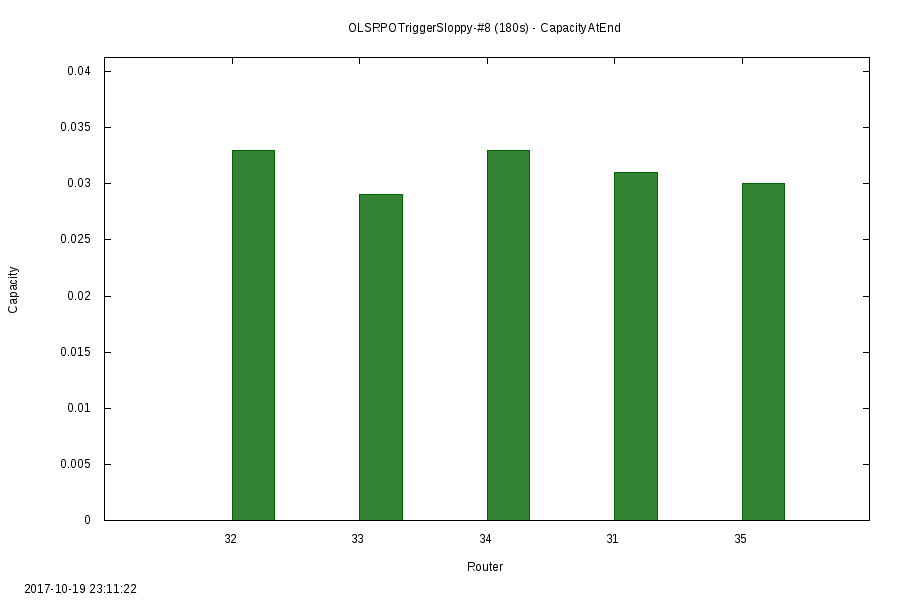 OLSRPOTriggerSloppy-#8 (180s) - CapacityAtEnd
0.04
0.035
0.03
0.025
0.02
0.015
0.01
0.005
0
Capacity
32 33 34 31 35
Router
2017-10-19 23:11:22